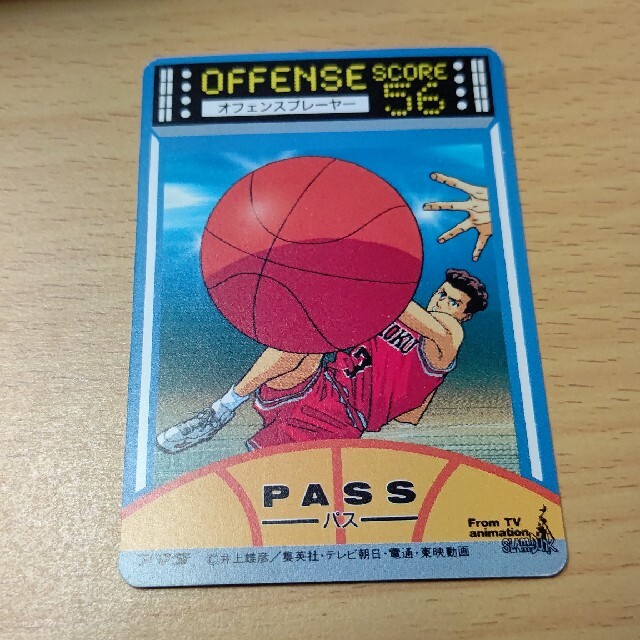 OFFENSE SCORE
オフェンスプレーヤー 56
OKU
PASS
パス
From TV
animation
SLAM DUNK
C井上雄彦／集英社・テレビ朝日・電通・東映動画